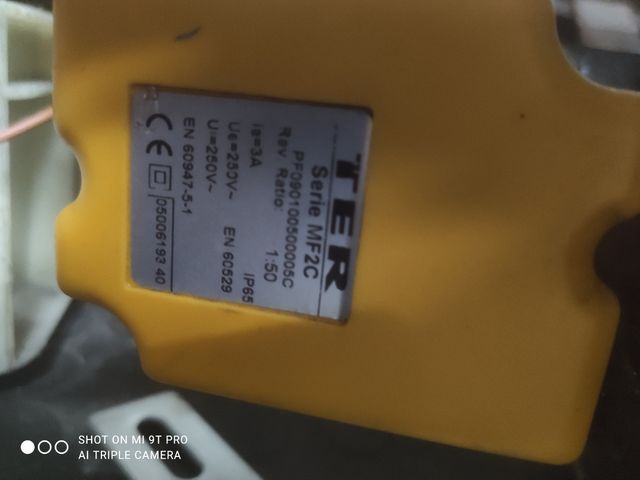 TER
Serie MF2C
PF090100500005C
Rev. Ratio: 1:50
Ie=3A IP65
Ue=250V~ EN 60529
Ui=250V~
EN 60947-5-1
CE 05006193 40
SHOT ON MI 9T PRO
AI TRIPLE CAMERA